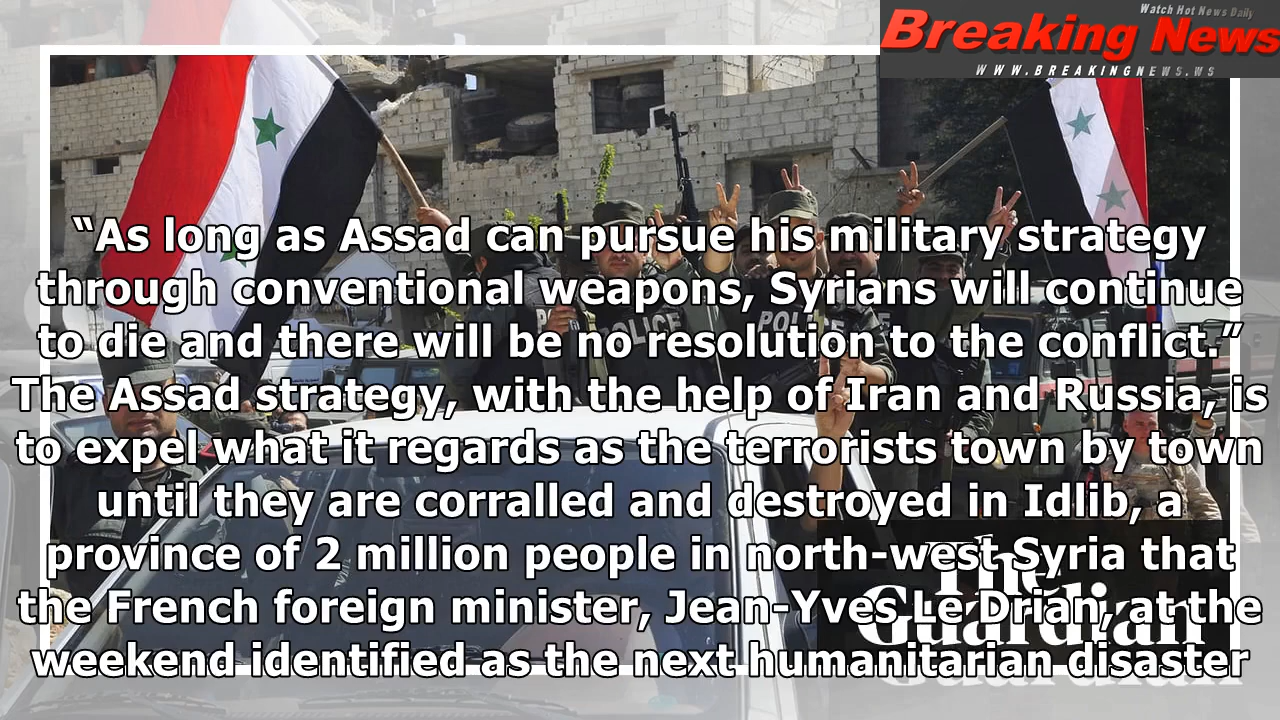 Watch Hot News Daily
Breaking News
WWW.BREAKINGNEWS.WS
“As long as Assad can pursue his military strategy
through conventional weapons, Syrians will continue
to die and there will be no resolution to the conflict.”
The Assad strategy, with the help of Iran and Russia, is
to expel what it regards as the terrorists town by town
until they are corralled and destroyed in Idlib, a
province of 2 million people in north-west Syria that
the French foreign minister, Jean-Yves Le Drian, at the
weekend identified as the next humanitarian disaster
POLICE
POLICE
The
Guardian